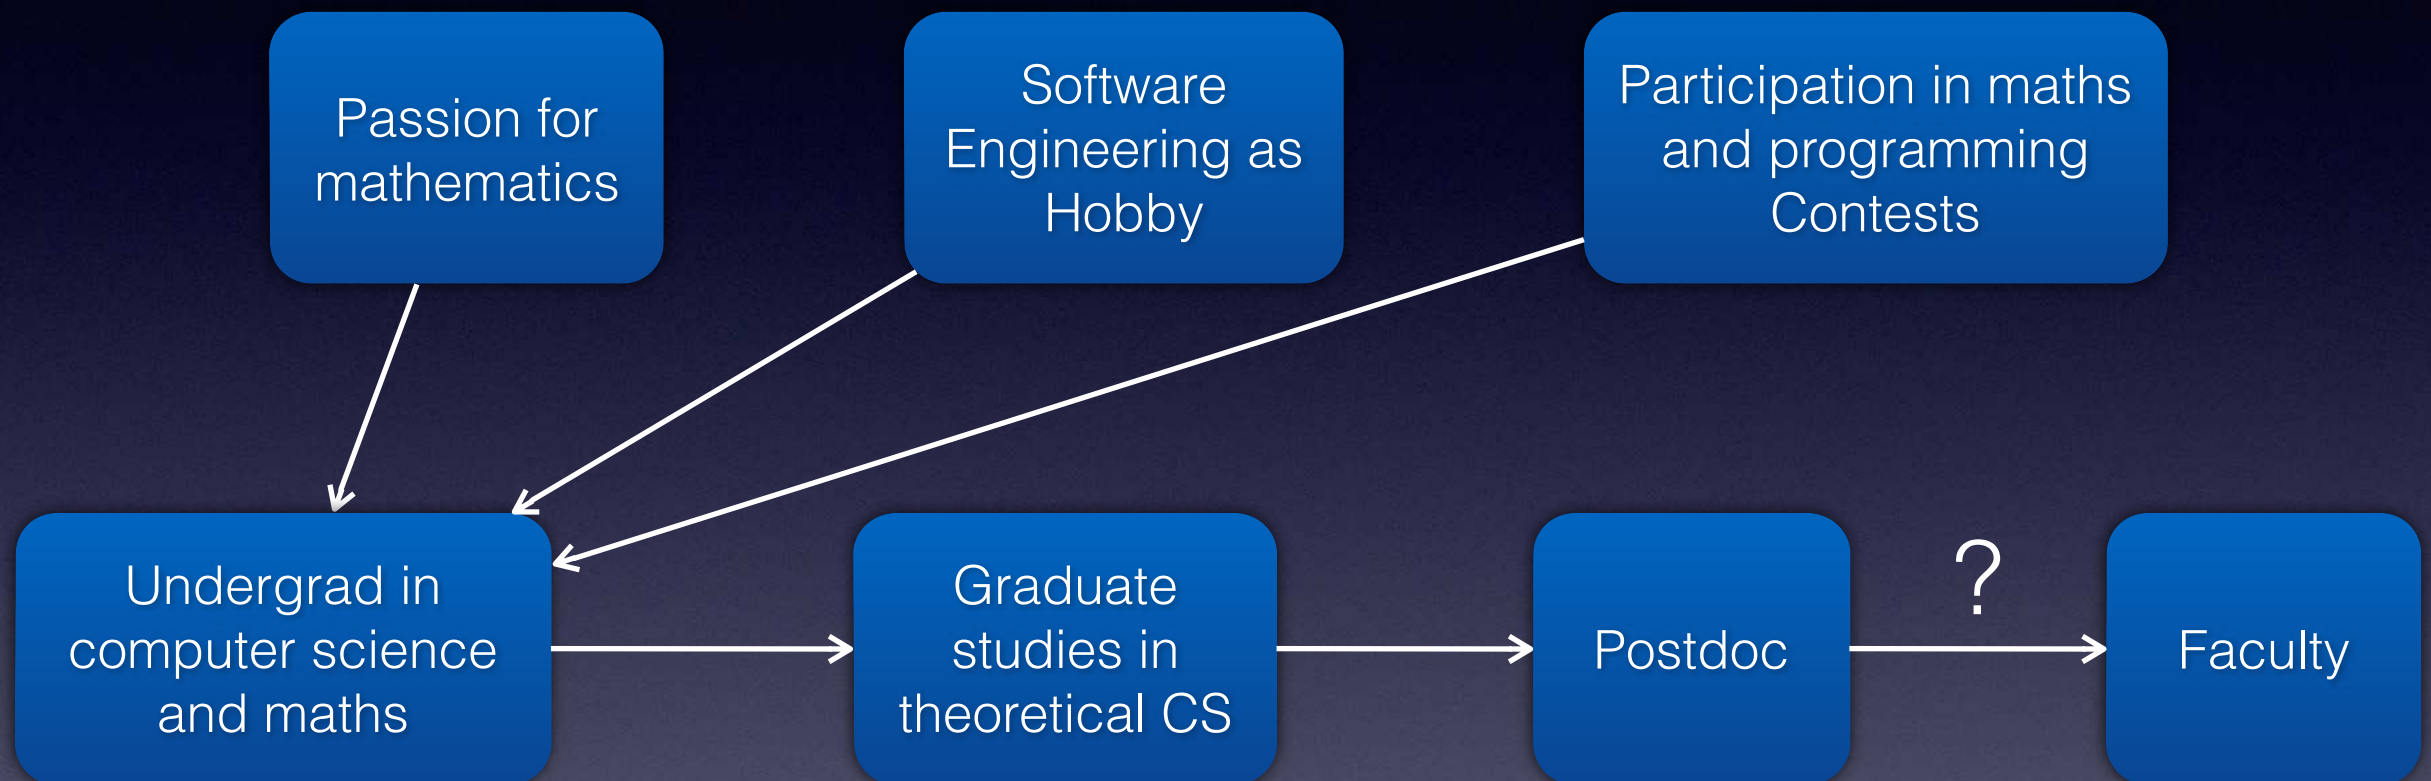 Passion for
mathematics
Software
Engineering as
Hobby
Participation in maths
and programming
Contests
Undergrad in
computer science
and maths
Graduate
studies in
theoretical CS
Postdoc
?
Faculty